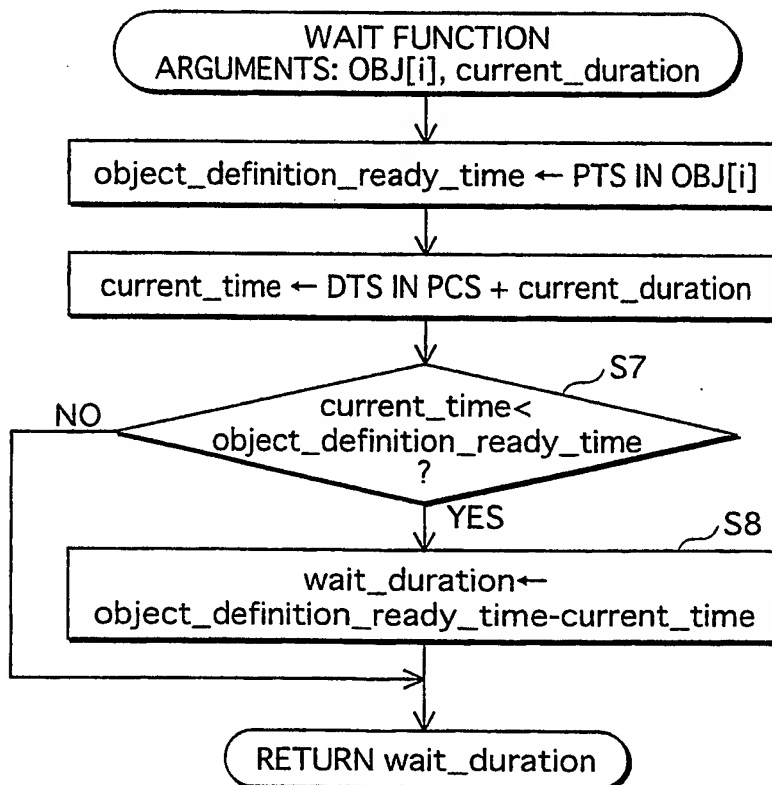 WAIT FUNCTION
ARGUMENTS: OBJ[i], current_duration
object_definition_ready_time ← PTS IN OBJ[i]
current_time ← DTS IN PCS + current_duration
S7
NO
current_time<
object_definition_ready_time
?
YES
S8
wait_duration←
object_definition_ready_time-current_time
RETURN wait_duration